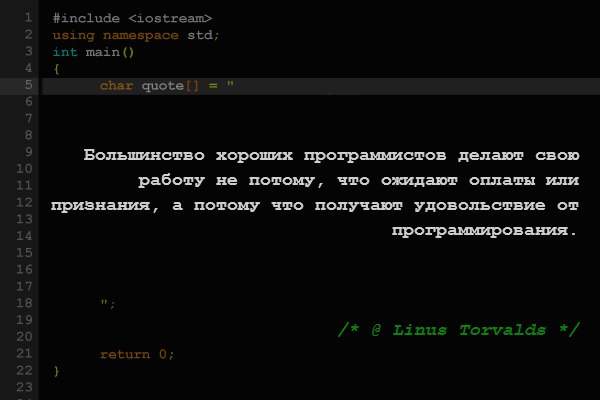 1 #include <iostream>
2 using namespace std;
3 int main()
4 {
5 char quote[] = "
6
7
8
9 Большинство хороших программистов делают свою
10 работу не потому, что ожидают оплаты или
11
12 признания, а потому что получают удовольствие от
13
14 программирования.
15
16
17
18 ";
19
20 /* @ Linus Torvalds */
21 return 0;
22 }
23